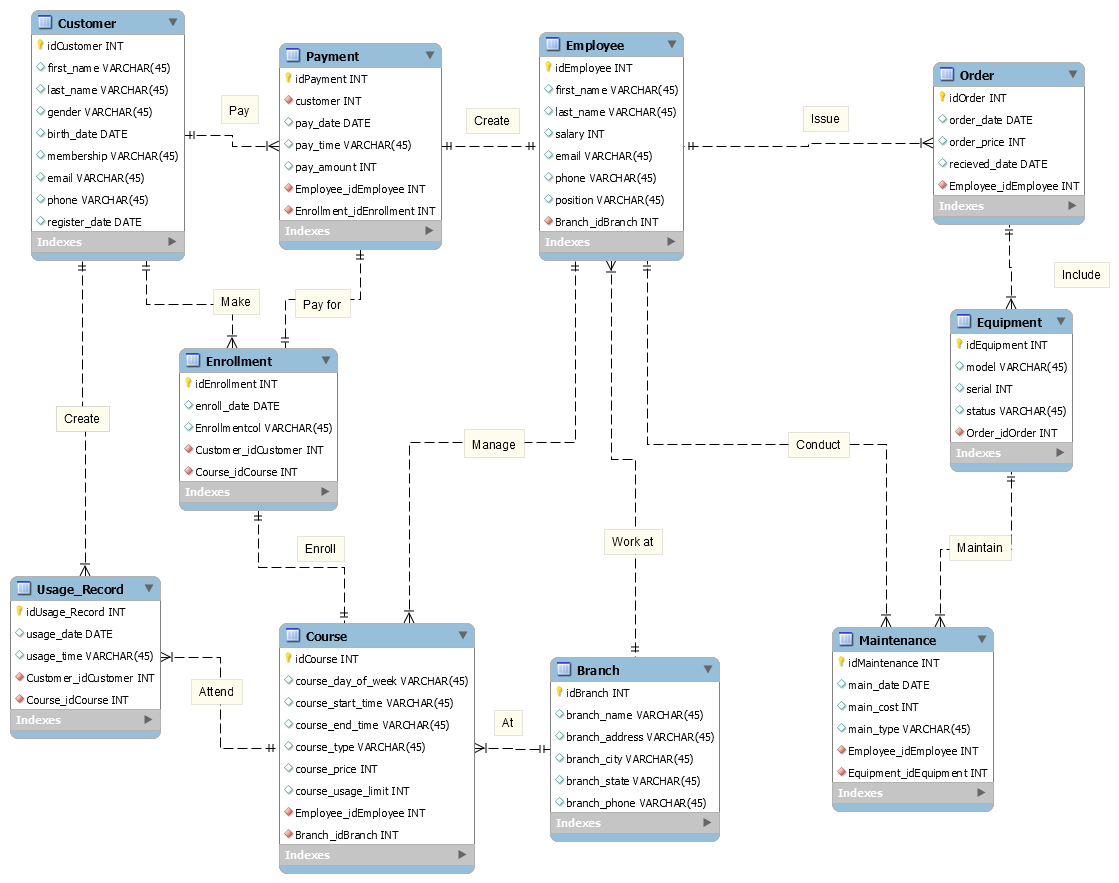 Customer
idCustomer INT
first_name VARCHAR(45)
last_name VARCHAR(45)
gender VARCHAR(45)
birth_date DATE
membership VARCHAR(45)
email VARCHAR(45)
phone VARCHAR(45)
register_date DATE
Indexes
Pay
Payment
idPayment INT
customer INT
pay_date DATE
pay_time VARCHAR(45)
pay_amount INT
Employee_idEmployee INT
Enrollment_idEnrollment INT
Indexes
Create
Employee
idEmployee INT
first_name VARCHAR(45)
last_name VARCHAR(45)
salary INT
email VARCHAR(45)
phone VARCHAR(45)
position VARCHAR(45)
Branch_idBranch INT
Indexes
Issue
Order
idOrder INT
order_date DATE
order_price INT
recieved_date DATE
Employee_idEmployee INT
Indexes
Include
Make
Pay for
Enrollment
idEnrollment INT
enroll_date DATE
Enrollmentcol VARCHAR(45)
Customer_idCustomer INT
Course_idCourse INT
Indexes
Equipment
idEquipment INT
model VARCHAR(45)
serial INT
status VARCHAR(45)
Order_idOrder INT
Indexes
Create
Manage
Conduct
Enroll
Work at
Maintain
Usage_Record
idUsage_Record INT
usage_date DATE
usage_time VARCHAR(45)
Customer_idCustomer INT
Course_idCourse INT
Indexes
Attend
Course
idCourse INT
course_day_of_week VARCHAR(45)
course_start_time VARCHAR(45)
course_end_time VARCHAR(45)
course_type VARCHAR(45)
course_price INT
course_usage_limit INT
Employee_idEmployee INT
Branch_idBranch INT
Indexes
At
Branch
idBranch INT
branch_name VARCHAR(45)
branch_address VARCHAR(45)
branch_city VARCHAR(45)
branch_state VARCHAR(45)
branch_phone VARCHAR(45)
Indexes
Maintenance
idMaintenance INT
main_date DATE
main_cost INT
main_type VARCHAR(45)
Employee_idEmployee INT
Equipment_idEquipment INT
Indexes